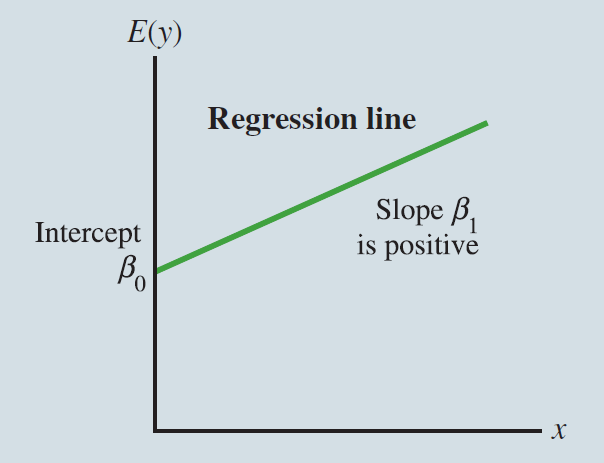 E(y)
Regression line
Slope β₁
is positive
Intercept
β₀
x